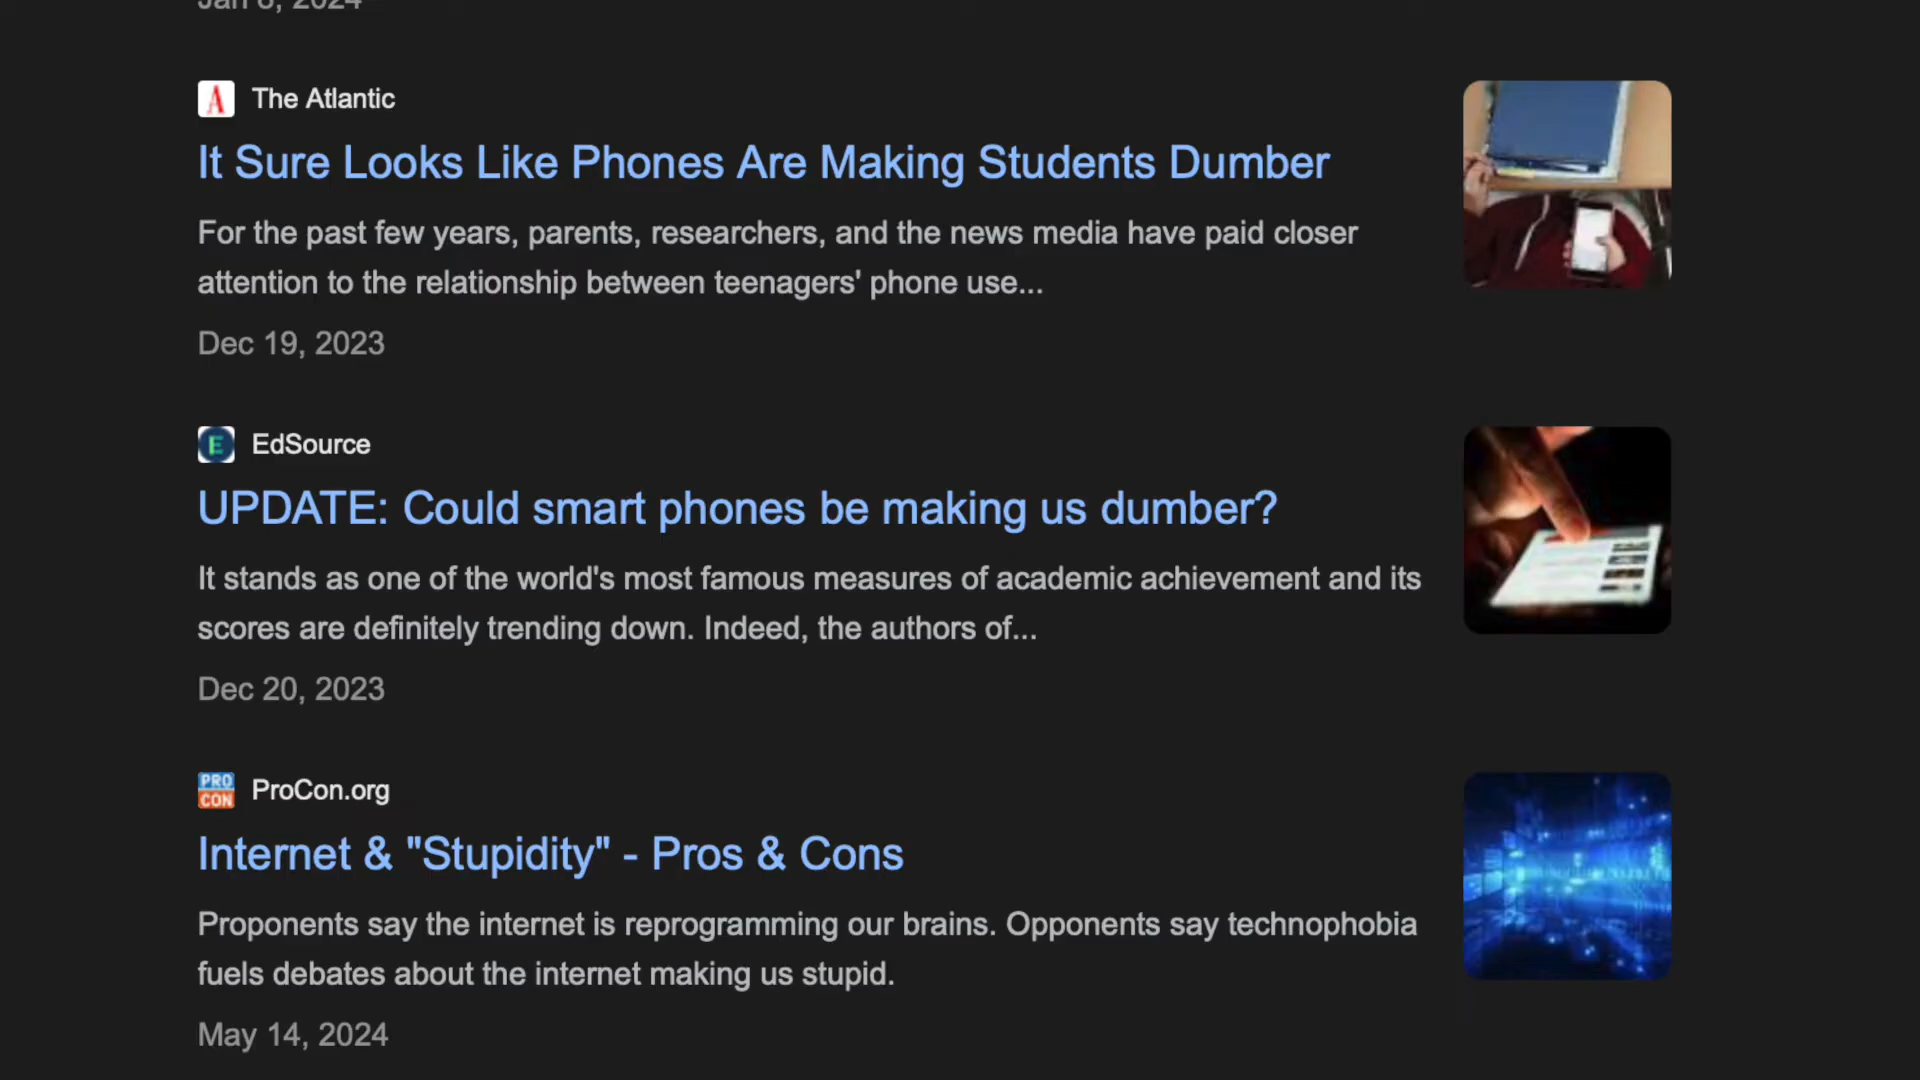 Jan 8, 2024
The Atlantic
It Sure Looks Like Phones Are Making Students Dumber
For the past few years, parents, researchers, and the news media have paid closer
attention to the relationship between teenagers' phone use...
Dec 19, 2023
E
EdSource
UPDATE: Could smart phones be making us dumber?
It stands as one of the world's most famous measures of academic achievement and its
scores are definitely trending down. Indeed, the authors of...
Dec 20, 2023
PRO
CON
ProCon.org
Internet & "Stupidity" - Pros & Cons
Proponents say the internet is reprogramming our brains. Opponents say technophobia
fuels debates about the internet making us stupid.
May 14, 2024